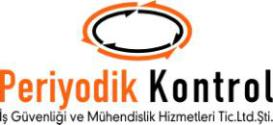 Periyodik Kontrol
İş Güvenliği ve Mühendislik Hizmetleri Tic.Ltd.Şti.